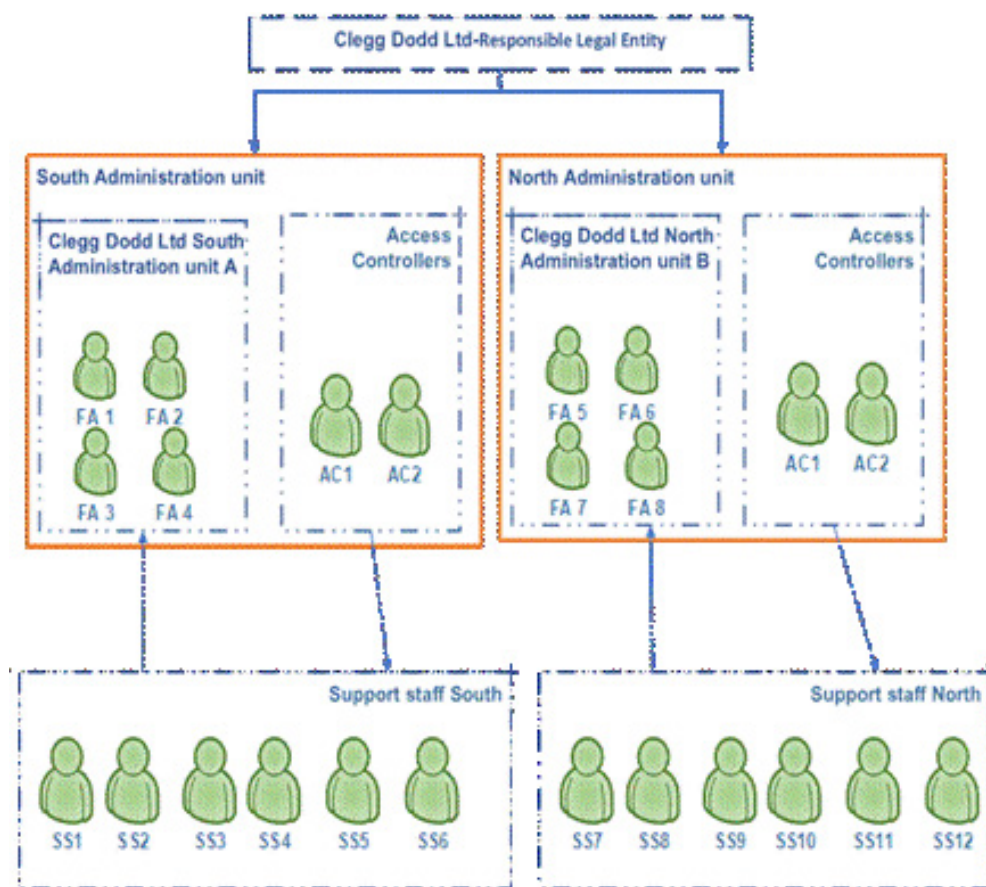 Clegg Dodd Ltd-Responsible Legal Entity
South Administration unit
Clegg Dodd Ltd South
Administration unit A
FA 1 FA 2
FA 3 FA 4
Access
Controllers
AC1 AC2
North Administration unit
Clegg Dodd Ltd North
Administration unit B
FA 5 FA 6
FA 7 FA 8
Access
Controllers
AC1 AC2
Support staff South
SS1 SS2 SS3 SS4 SS5 SS6
Support staff North
SS7 SS8 SS9 SS10 SS11 SS12